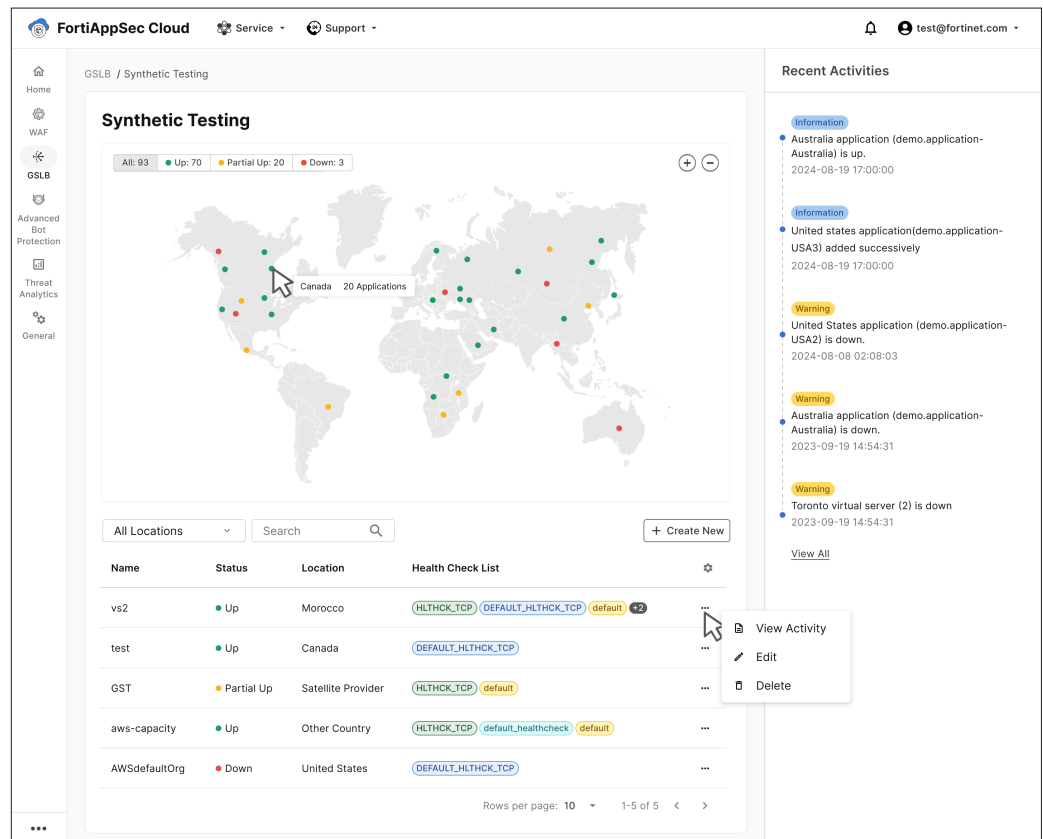 FortiAppSec Cloud
Service
24
Support
test@fortinet.com
Home
WAF
GSLB
Advanced
Bot
Protection
Threat
Analytics
General
GSLB / Synthetic Testing
Synthetic Testing
All: 93
Up: 70
Partial Up: 20
Down: 3
Canada 20 Applications
All Locations
Search
+ Create New
Name Status Location Health Check List
vs2 Up Morocco HLTHCK_TCP DEFAULT_HLTHCK_TCP default +2
test Up Canada DEFAULT_HLTHCK_TCP
GST Partial Up Satellite Provider HLTHCK_TCP default
aws-capacity Up Other Country HLTHCK_TCP default_healthcheck default
AWSdefaultOrg Down United States DEFAULT_HLTHCK_TCP
View Activity
Edit
Delete
Rows per page: 10 1-5 of 5
Recent Activities
Information
Australia application (demo.application-
Australia) is up.
2024-08-19 17:00:00
Information
United states application(demo.application-
USA3) added successively
2024-08-19 17:00:00
Warning
United States application (demo.application-
USA2) is down.
2024-08-08 02:08:03
Warning
Australia application (demo.application-
Australia) is down.
2023-09-19 14:54:31
Warning
Toronto virtual server (2) is down
2023-09-19 14:54:31
View All